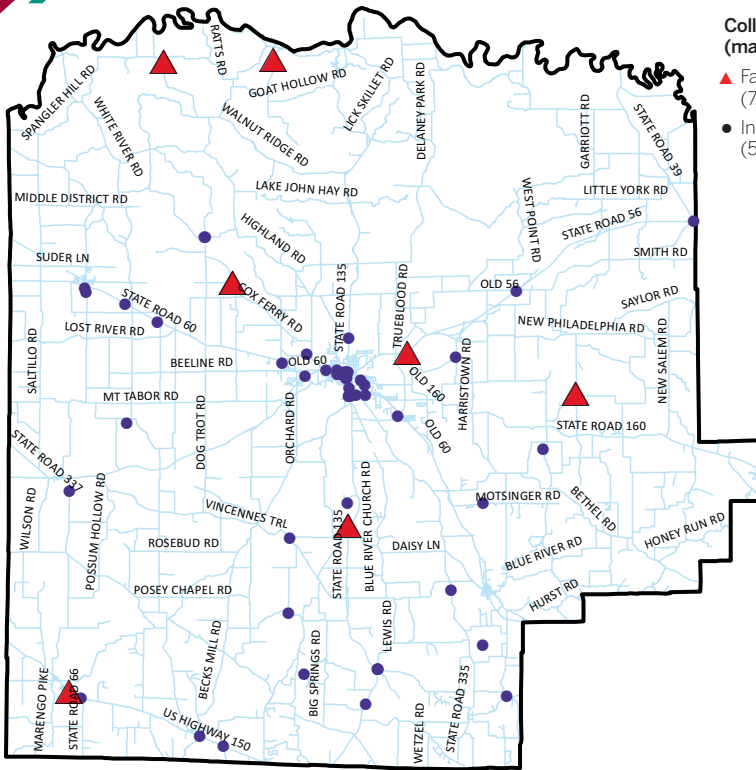 Coll
(ma
Fa
(7
In
(5
RATTS RD
SPANGLER HILL RD
GOAT HOLLOW RD
LICK SKILLET RD
DELANEY PARK RD
WHITE RIVER RD
WALNUT RIDGE RD
GARRIOTT RD
STATE ROAD 39
LAKE JOHN HAY RD
LITTLE YORK RD
MIDDLE DISTRICT RD
WEST POINT RD
HIGHLAND RD
STATE ROAD 56
SMITH RD
SUDER LN
STATE ROAD 135
TRUEBLOOD RD
OLD 56
COX FERRY RD
STATE ROAD 60
SAYLOR RD
LOST RIVER RD
NEW PHILADELPHIA RD
SALTILLO RD
BEELINE RD
OLD 60
HARRISTOWN RD
NEW SALEM RD
OLD 160
MT TABOR RD
DOG TROT RD
ORCHARD RD
OLD 60
STATE ROAD 160
STATE ROAD 337
WILSON RD
POSSUM HOLLOW RD
VINCENNES TRL
STATE ROAD 135
BLUE RIVER CHURCH RD
MOTSINGER RD
BETHEL RD
HONEY RUN RD
ROSEBUD RD
DAISY LN
BLUE RIVER RD
POSEY CHAPEL RD
HURST RD
BECKS MILL RD
LEWIS RD
BIG SPRINGS RD
MARENGO PIKE
STATE ROAD 66
STATE ROAD 335
WETZEL RD
US HIGHWAY 150